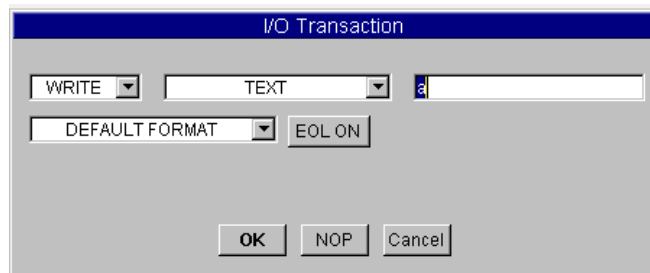 I/O Transaction
WRITE TEXT a
DEFAULT FORMAT EOL ON
OK NOP Cancel